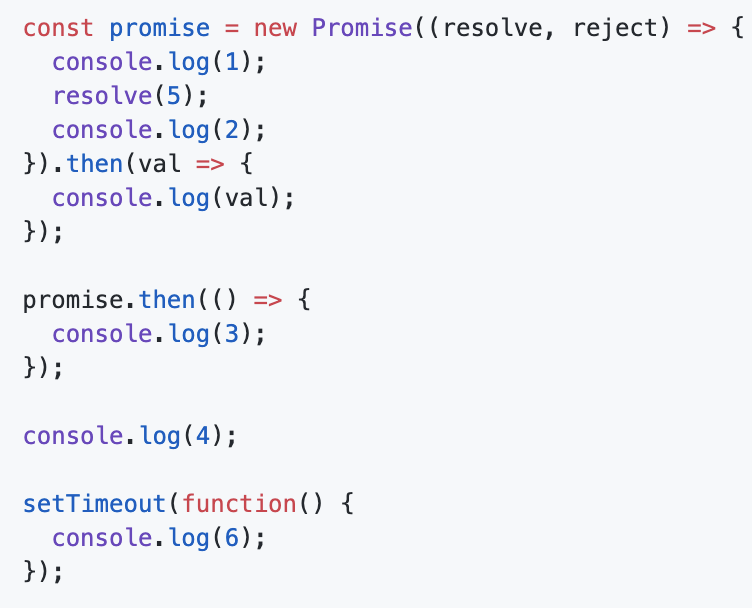 const promise = new Promise((resolve, reject) => {
  console.log(1);
  resolve(5);
  console.log(2);
}).then(val => {
  console.log(val);
});

promise.then(() => {
  console.log(3);
});

console.log(4);

setTimeout(function() {
  console.log(6);
});